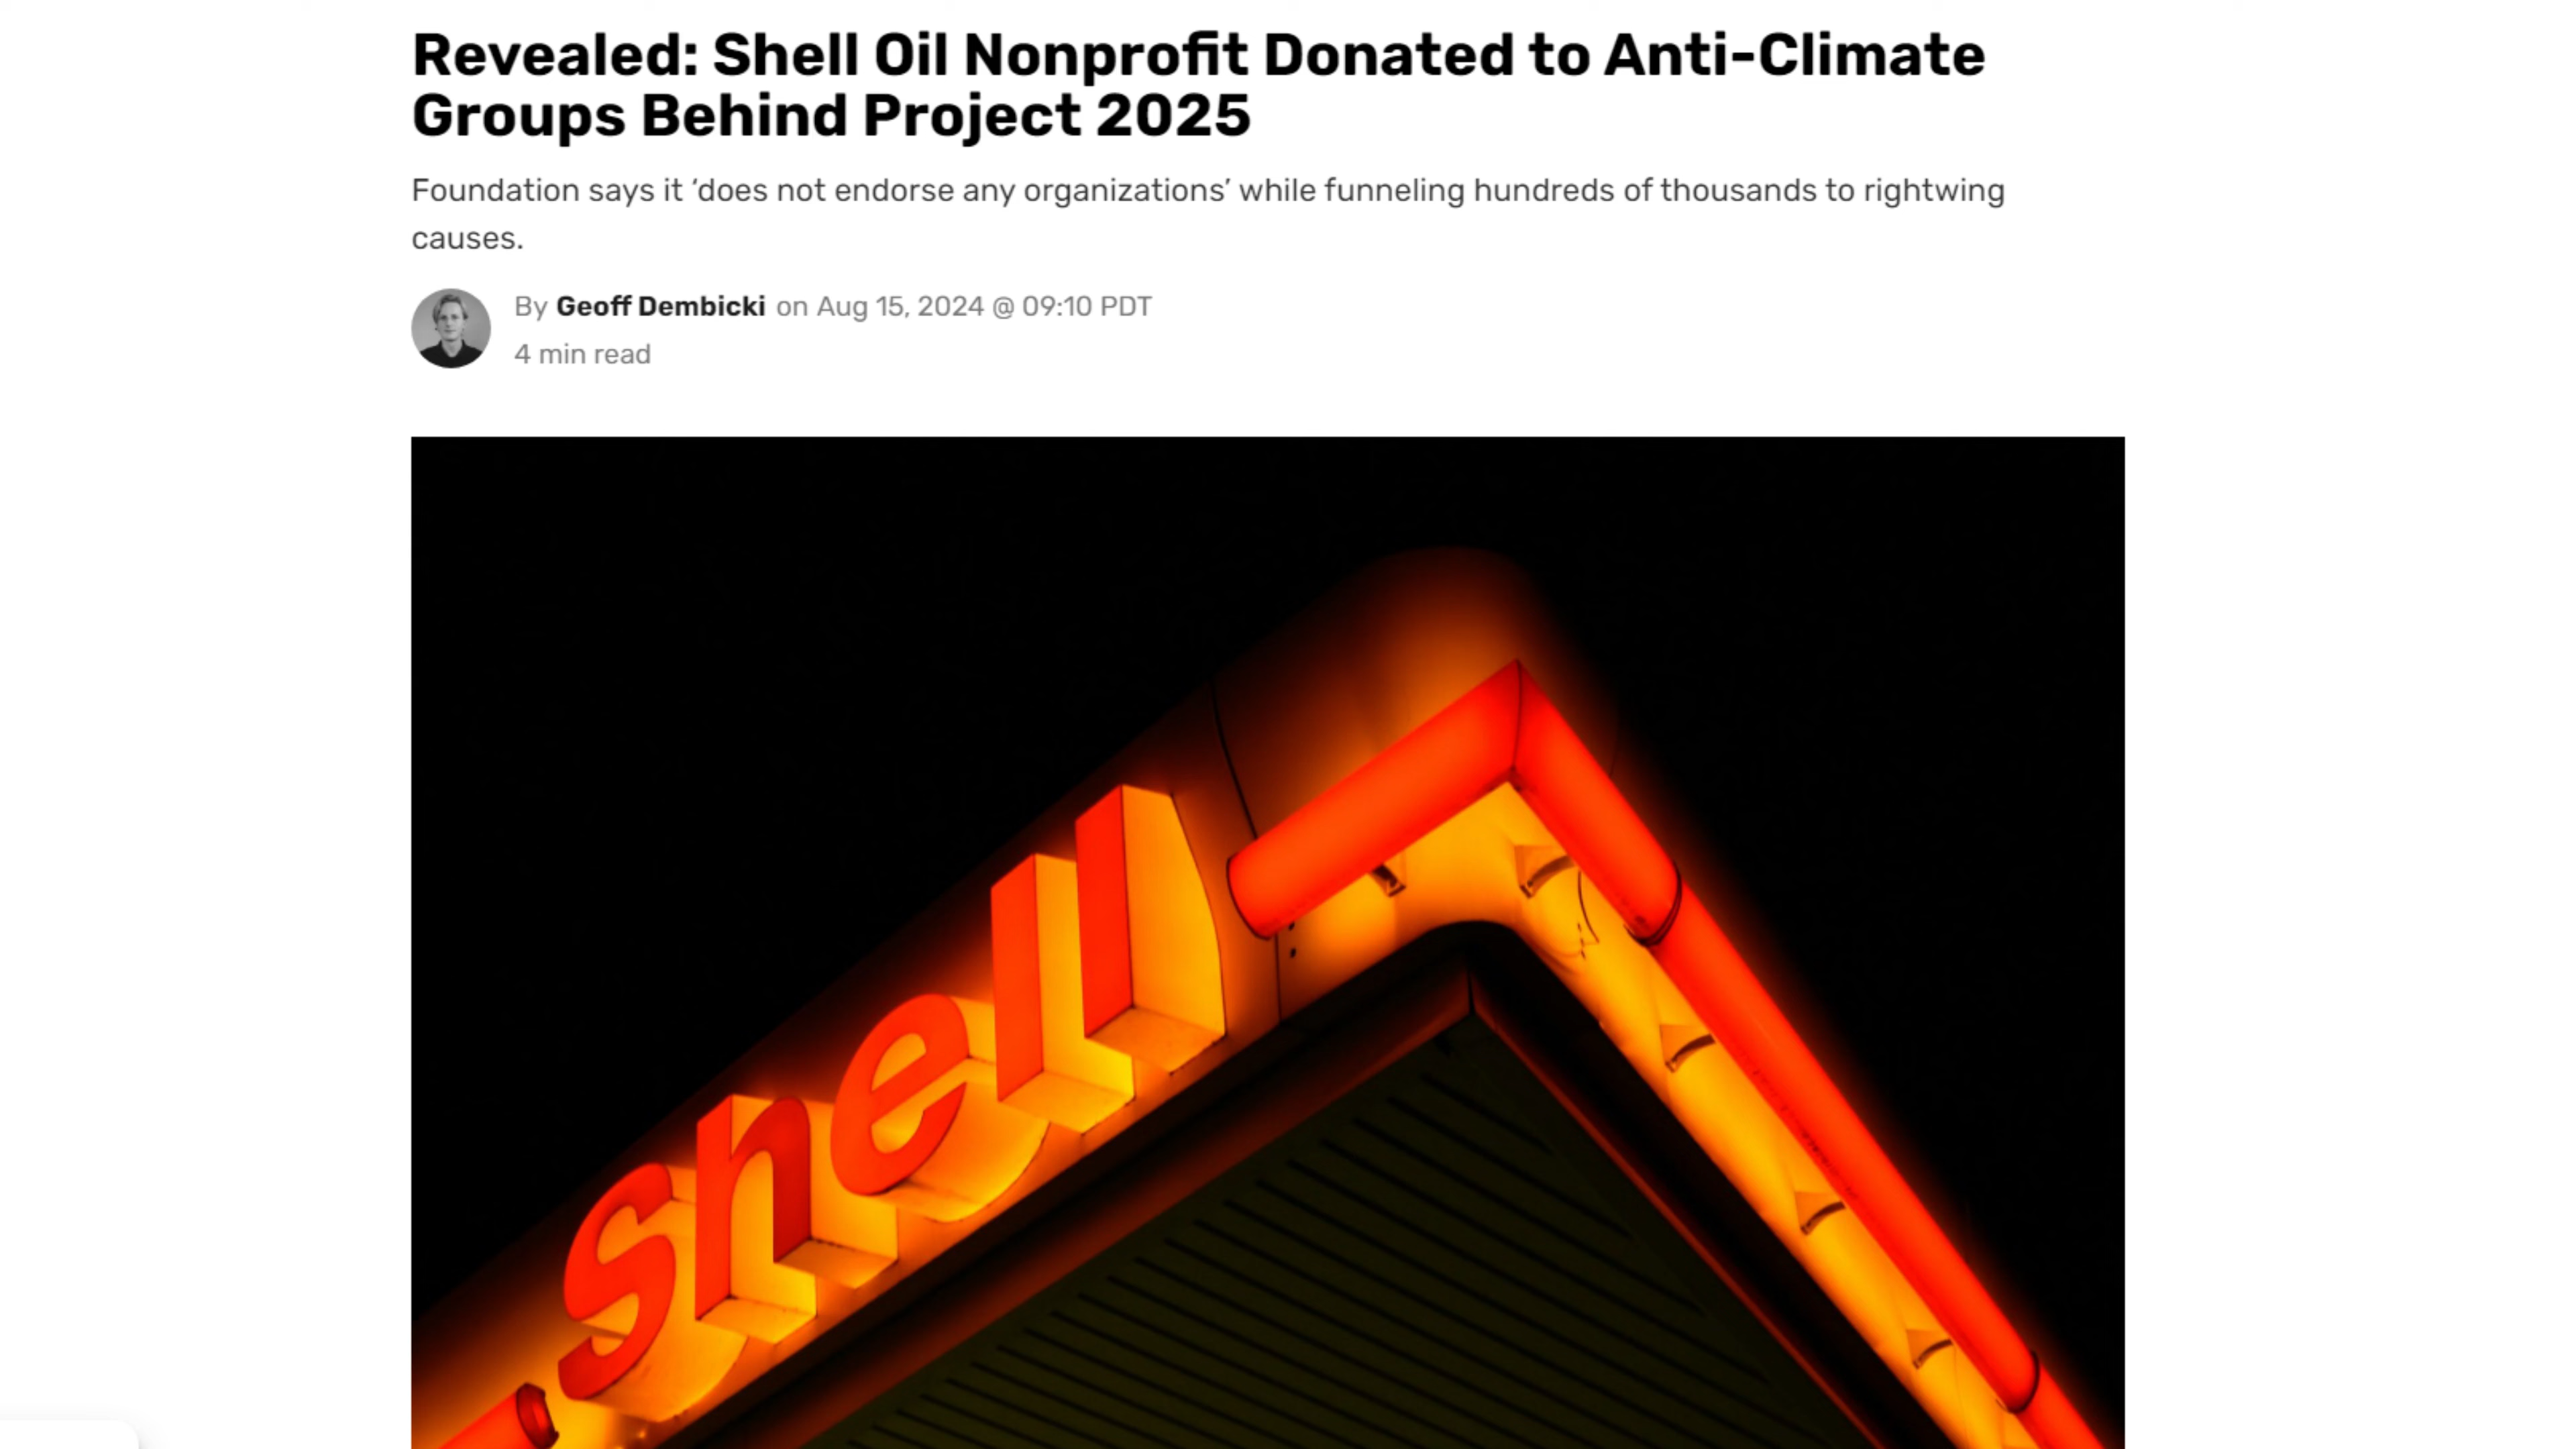 Revealed: Shell Oil Nonprofit Donated to Anti-Climate
Groups Behind Project 2025
Foundation says it ‘does not endorse any organizations’ while funneling hundreds of thousands to rightwing
causes.
By Geoff Dembicki on Aug 15, 2024 @ 09:10 PDT
4 min read
Shell